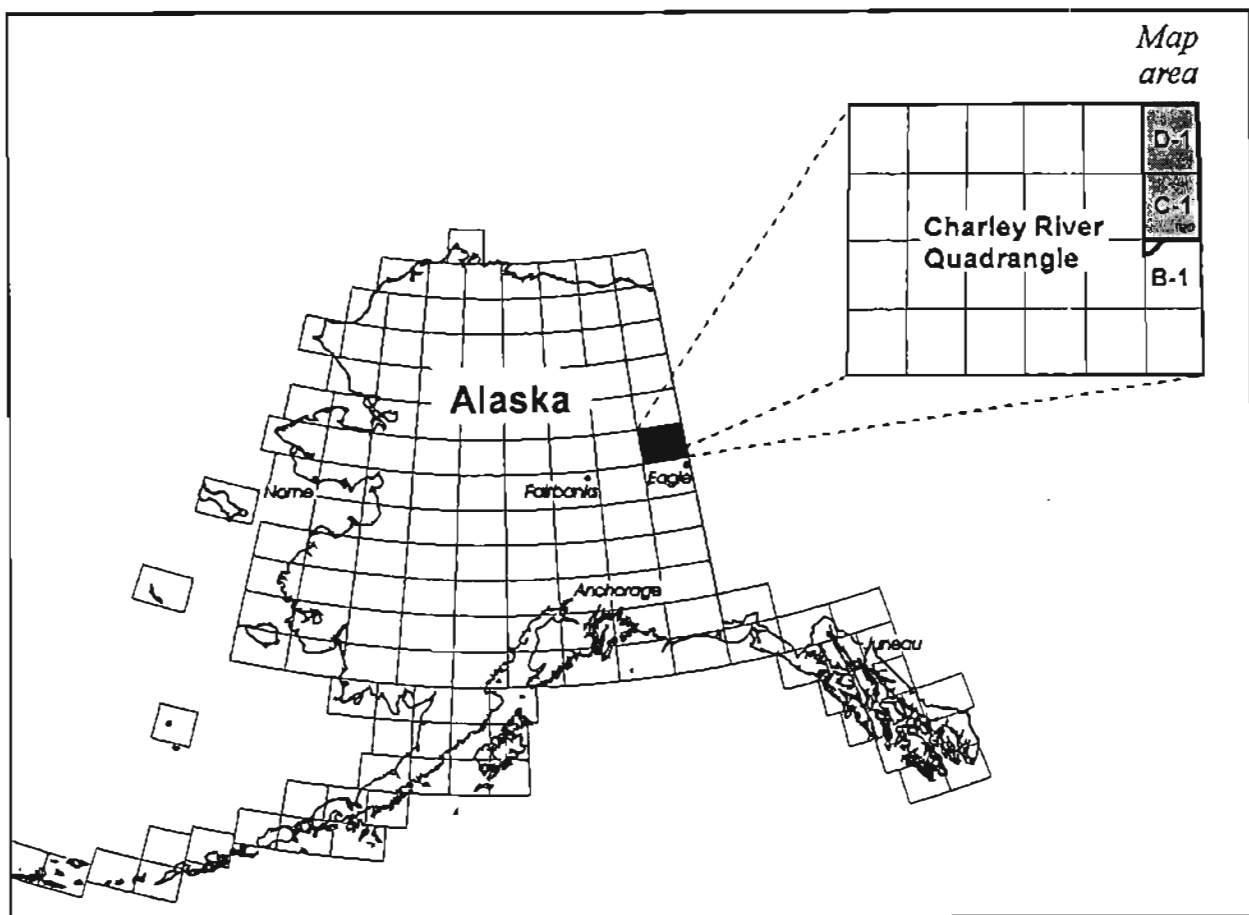 Map
area
D-1
C-1
Charley River
Quadrangle
B-1
Alaska
Nome
Fairbanks
Eagle
Anchorage
Juneau